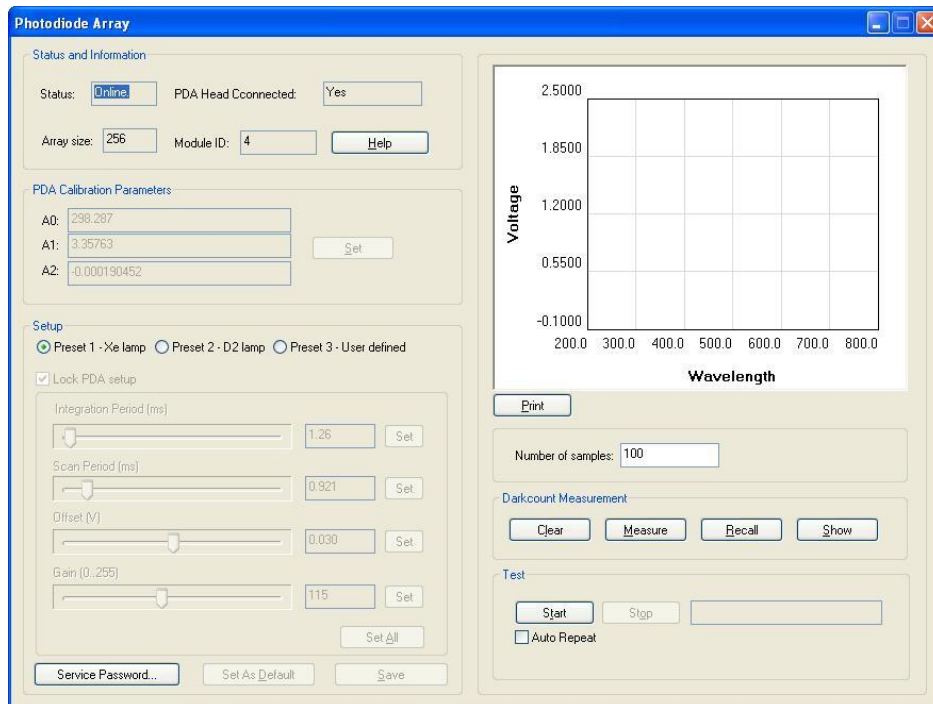 Photodiode Array
Status and Information
Status: Online. PDA Head Cconnected: Yes
Array size: 256 Module ID: 4 Help
PDA Calibration Parameters
A0: 298.287
A1: 3.35763 Set
A2: -0.000190452
Setup
Preset 1 - Xe lamp Preset 2 - D2 lamp Preset 3 - User defined
Lock PDA setup
Integration Period (ms)
1.26 Set
Scan Period (ms)
0.921 Set
Offset (V)
0.030 Set
Gain (0..255)
115 Set
Set All
Service Password... Set As Default Save
2.5000
1.8500
1.2000
0.5500
-0.1000
Voltage
200.0 300.0 400.0 500.0 600.0 700.0 800.0
Wavelength
Print
Number of samples: 100
Darkcount Measurement
Clear Measure Recall Show
Test
Start Stop
Auto Repeat